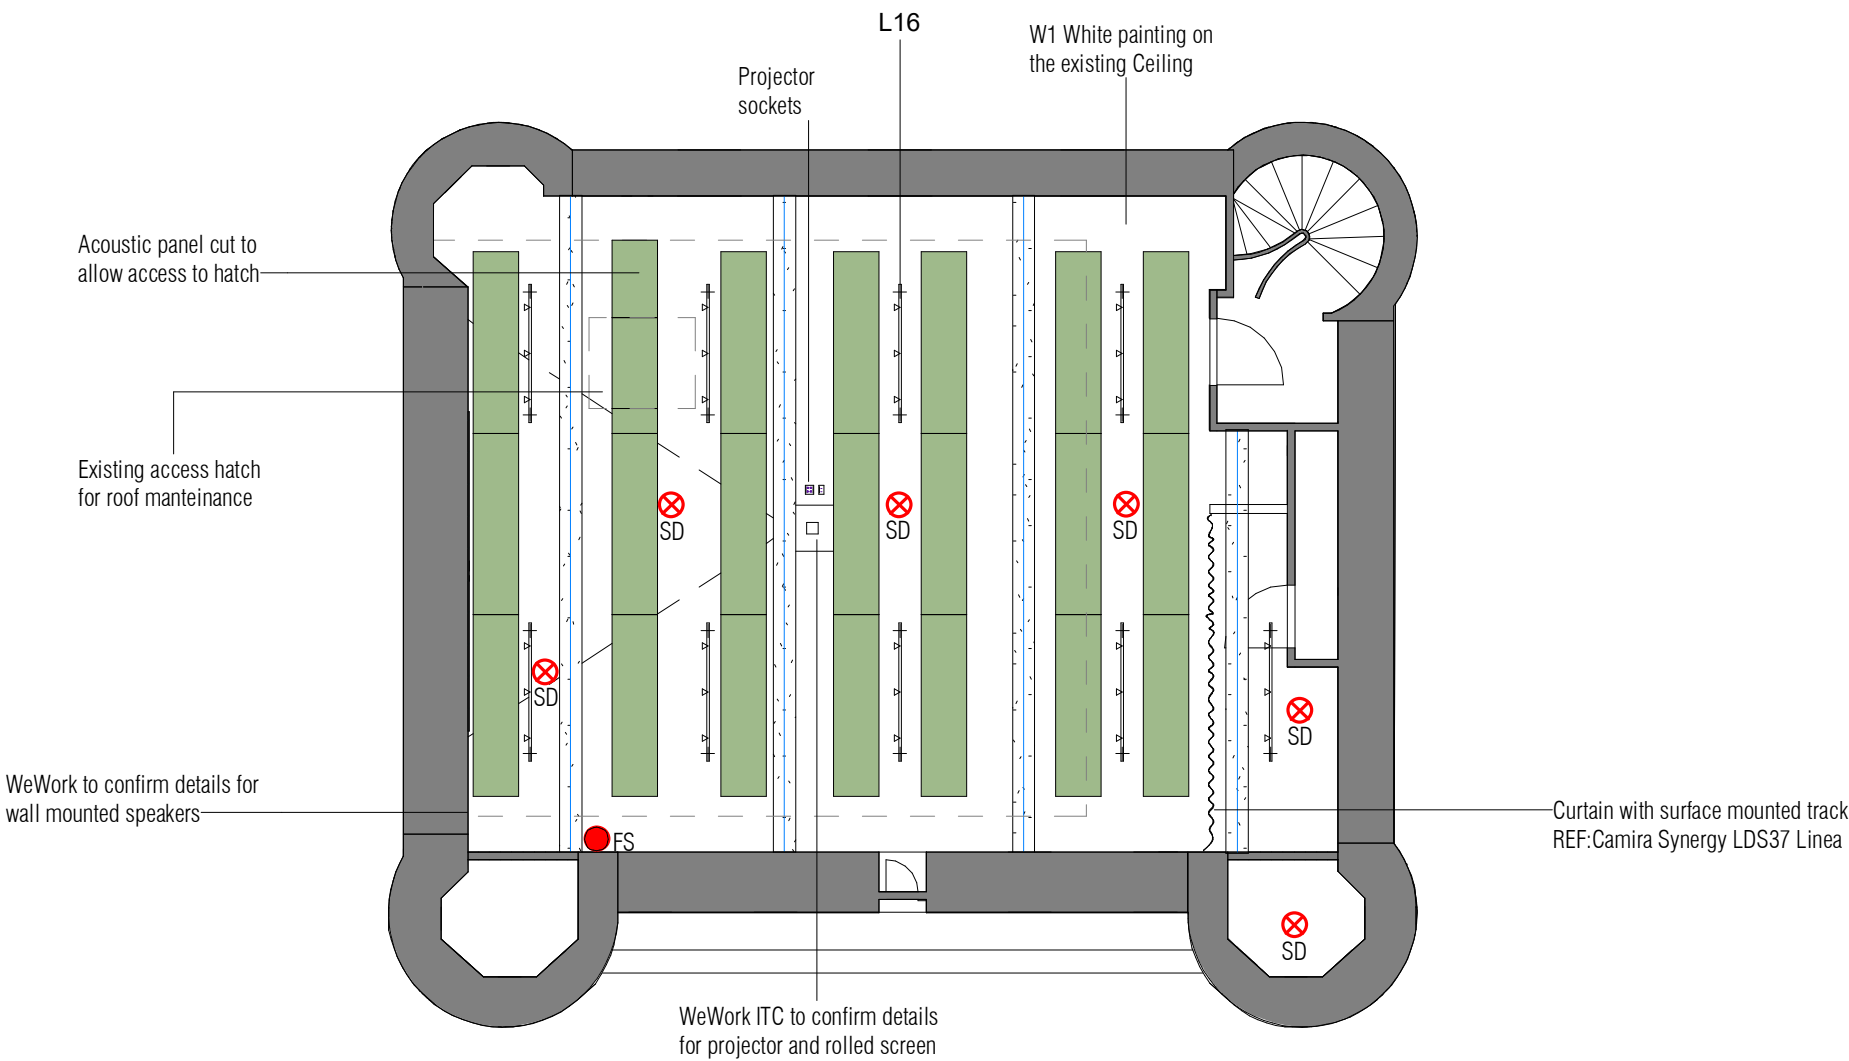 L16
W1 White painting on
the existing Ceiling
Projector
sockets
Acoustic panel cut to
allow access to hatch
Existing access hatch
for roof manteinance
SD
SD
SD
SD
SD
WeWork to confirm details for
wall mounted speakers
Curtain with surface mounted track
REF:Camira Synergy LDS37 Linea
FS
SD
WeWork ITC to confirm details
for projector and rolled screen